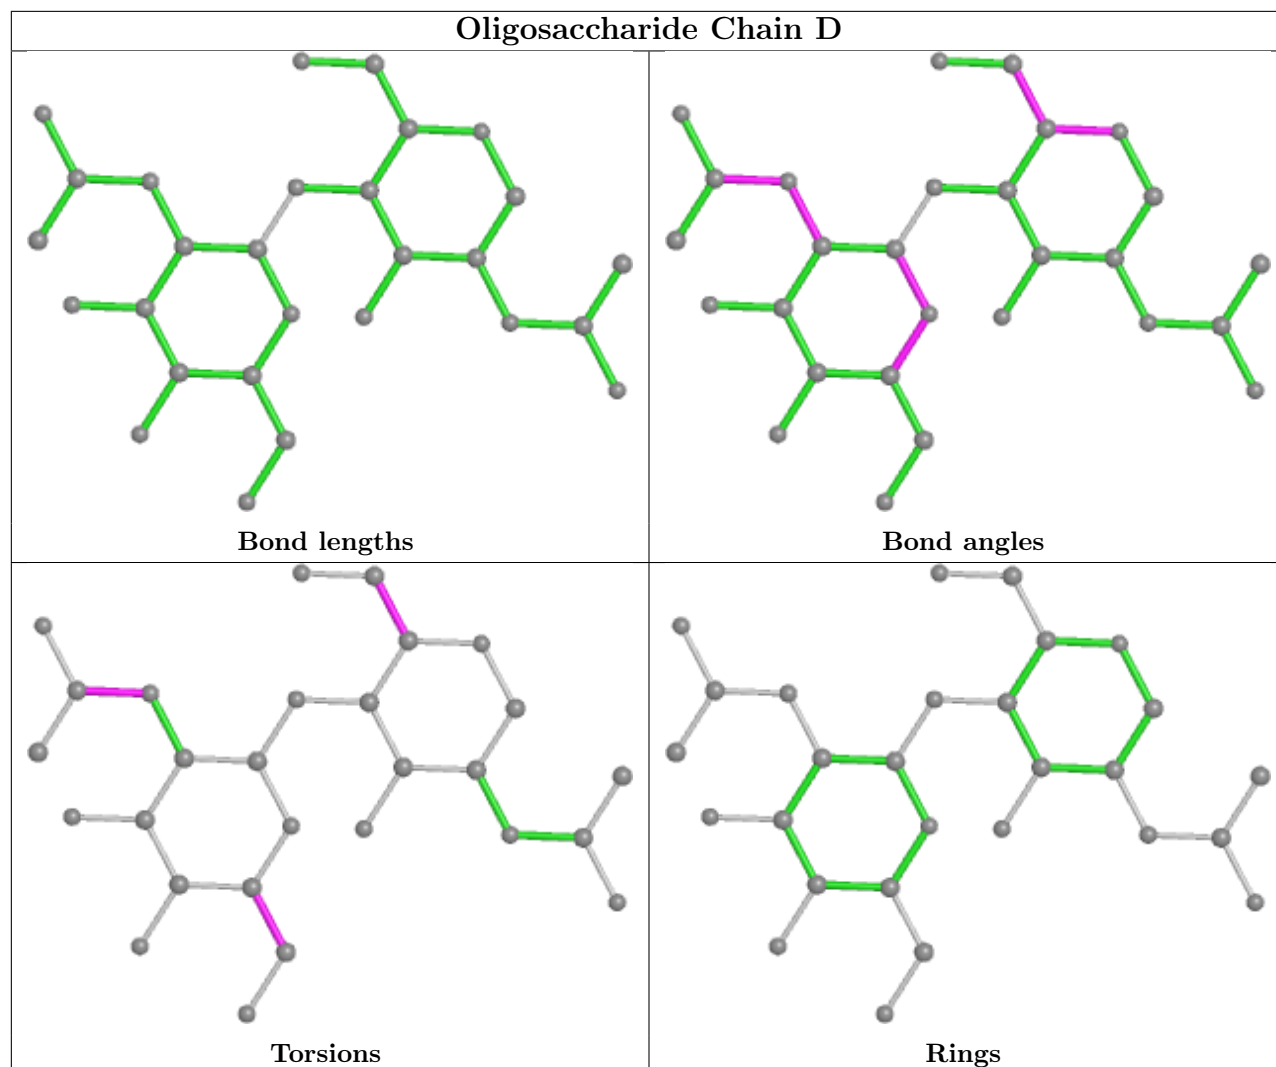 Oligosaccharide Chain D
Bond lengths
Bond angles
Torsions
Rings